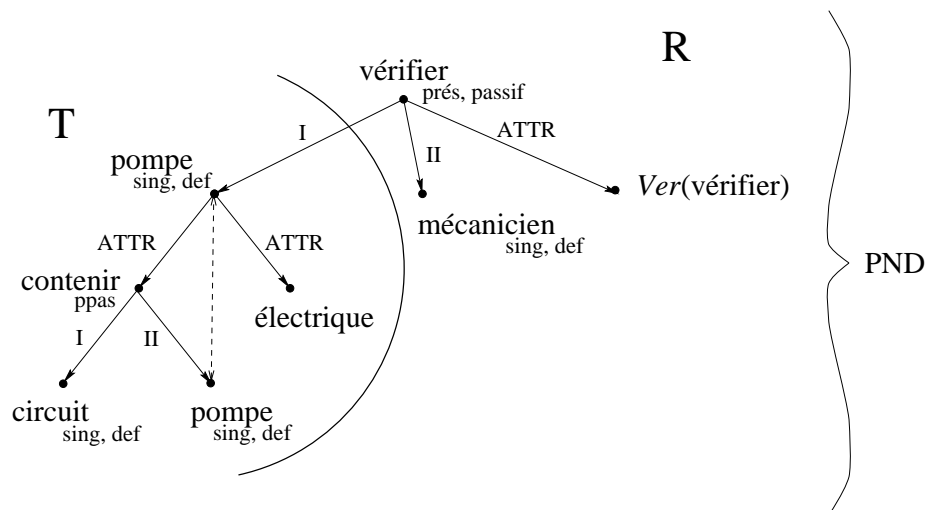 R
vérifier
prés, passif
T
I
ATTR
II
pompe
sing, def
Ver(vérifier)
mécanicien
sing, def
ATTR
ATTR
PND
contenir
ppas
électrique
I
II
circuit
sing, def
pompe
sing, def